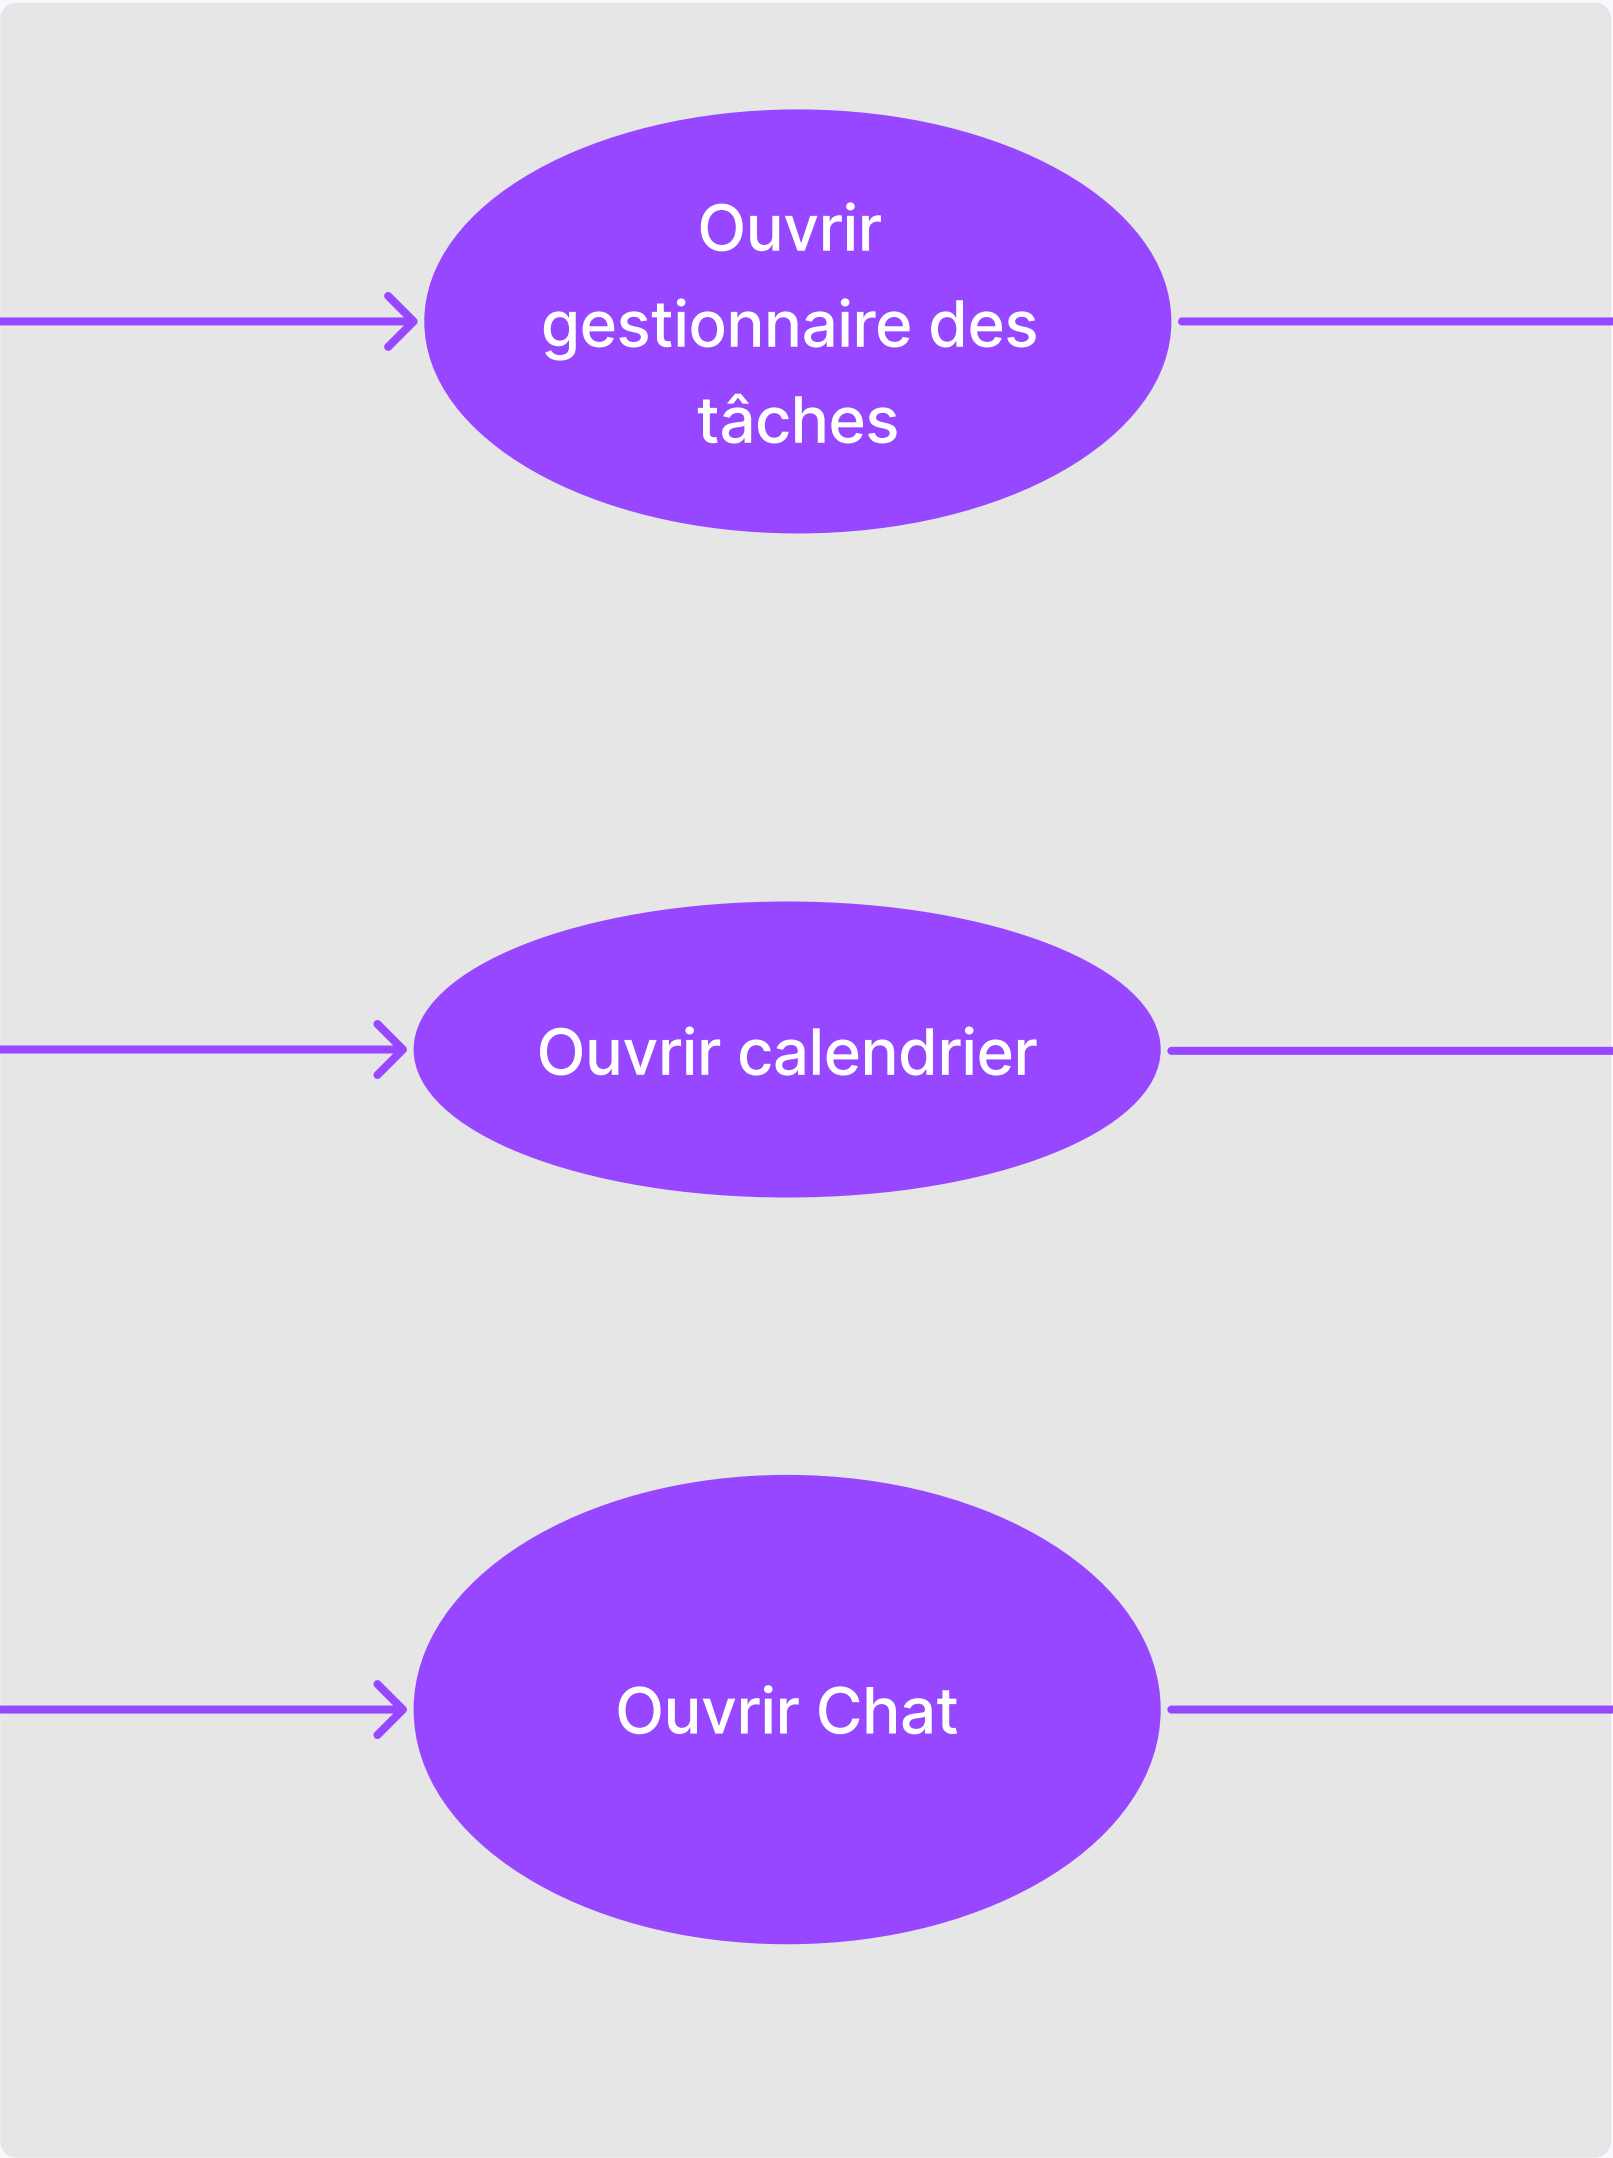 Ouvrir
gestionnaire des
tâches
Ouvrir calendrier
Ouvrir Chat